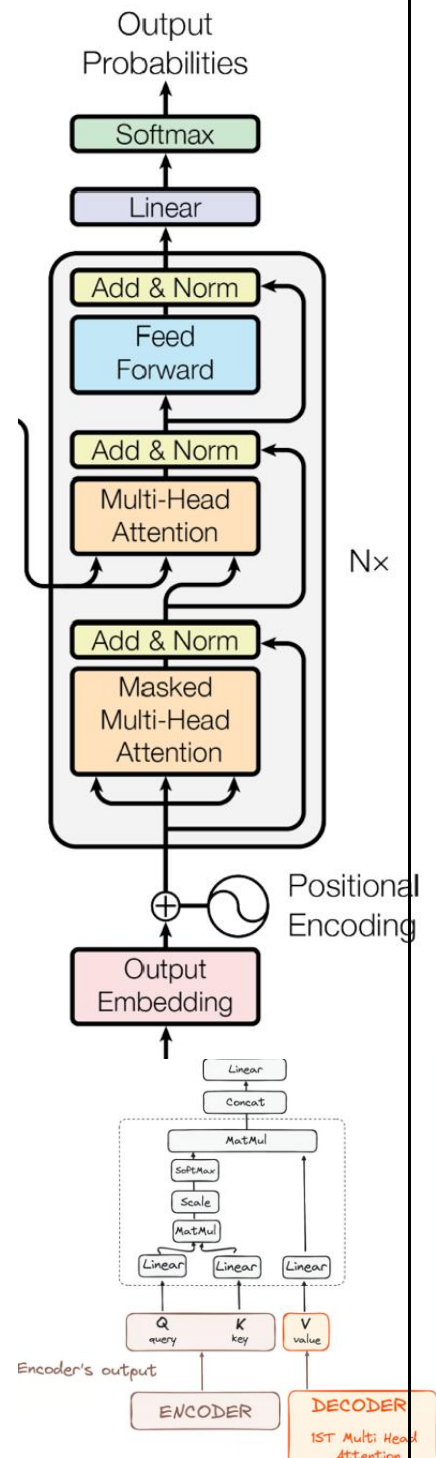 Output
Probabilities
Softmax
Linear
Add & Norm
Feed
Forward
Add & Norm
Multi-Head
Attention
N×
Add & Norm
Masked
Multi-Head
Attention
Positional
Encoding
Output
Embedding
Linear
Concat
MatMul
SoftMax
Scale
MatMul
Linear Linear Linear
Q K V
query key value
Encoder's output
ENCODER DECODER
1ST Multi Head
Attention